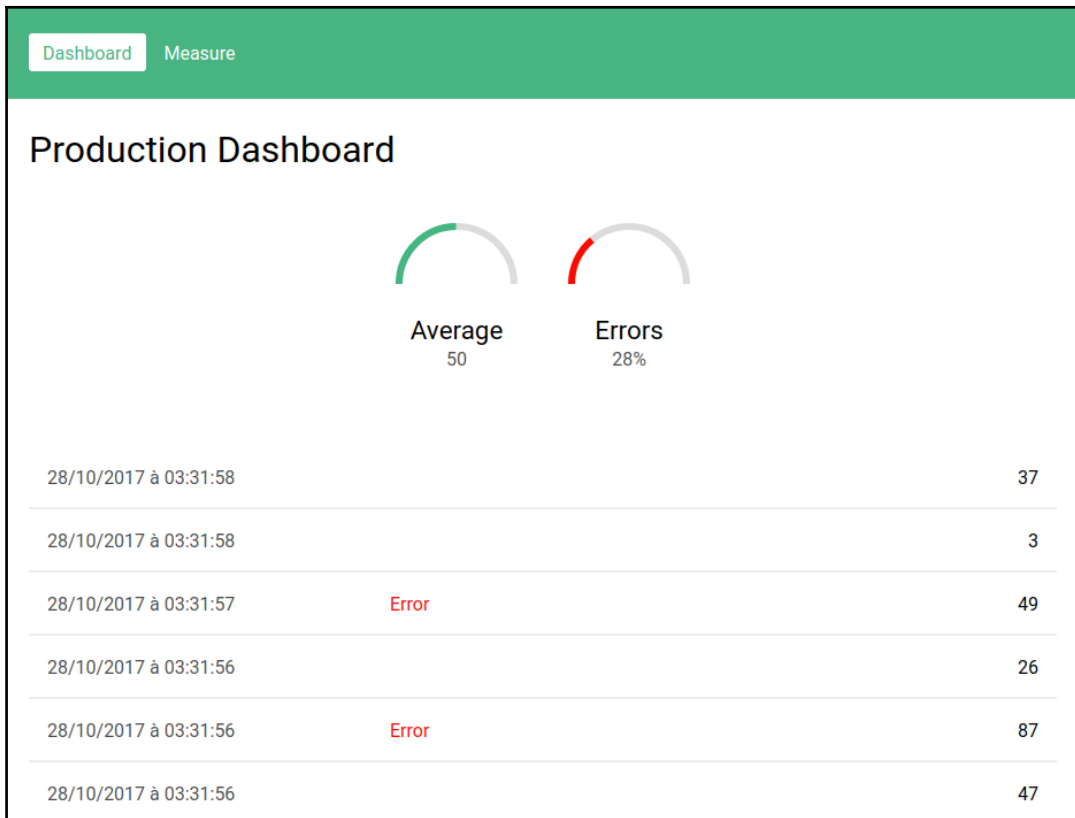 Dashboard Measure
Production Dashboard
Average Errors
50 28%
28/10/2017 à 03:31:58 37
28/10/2017 à 03:31:58 3
28/10/2017 à 03:31:57 Error 49
28/10/2017 à 03:31:56 26
28/10/2017 à 03:31:56 Error 87
28/10/2017 à 03:31:56 47